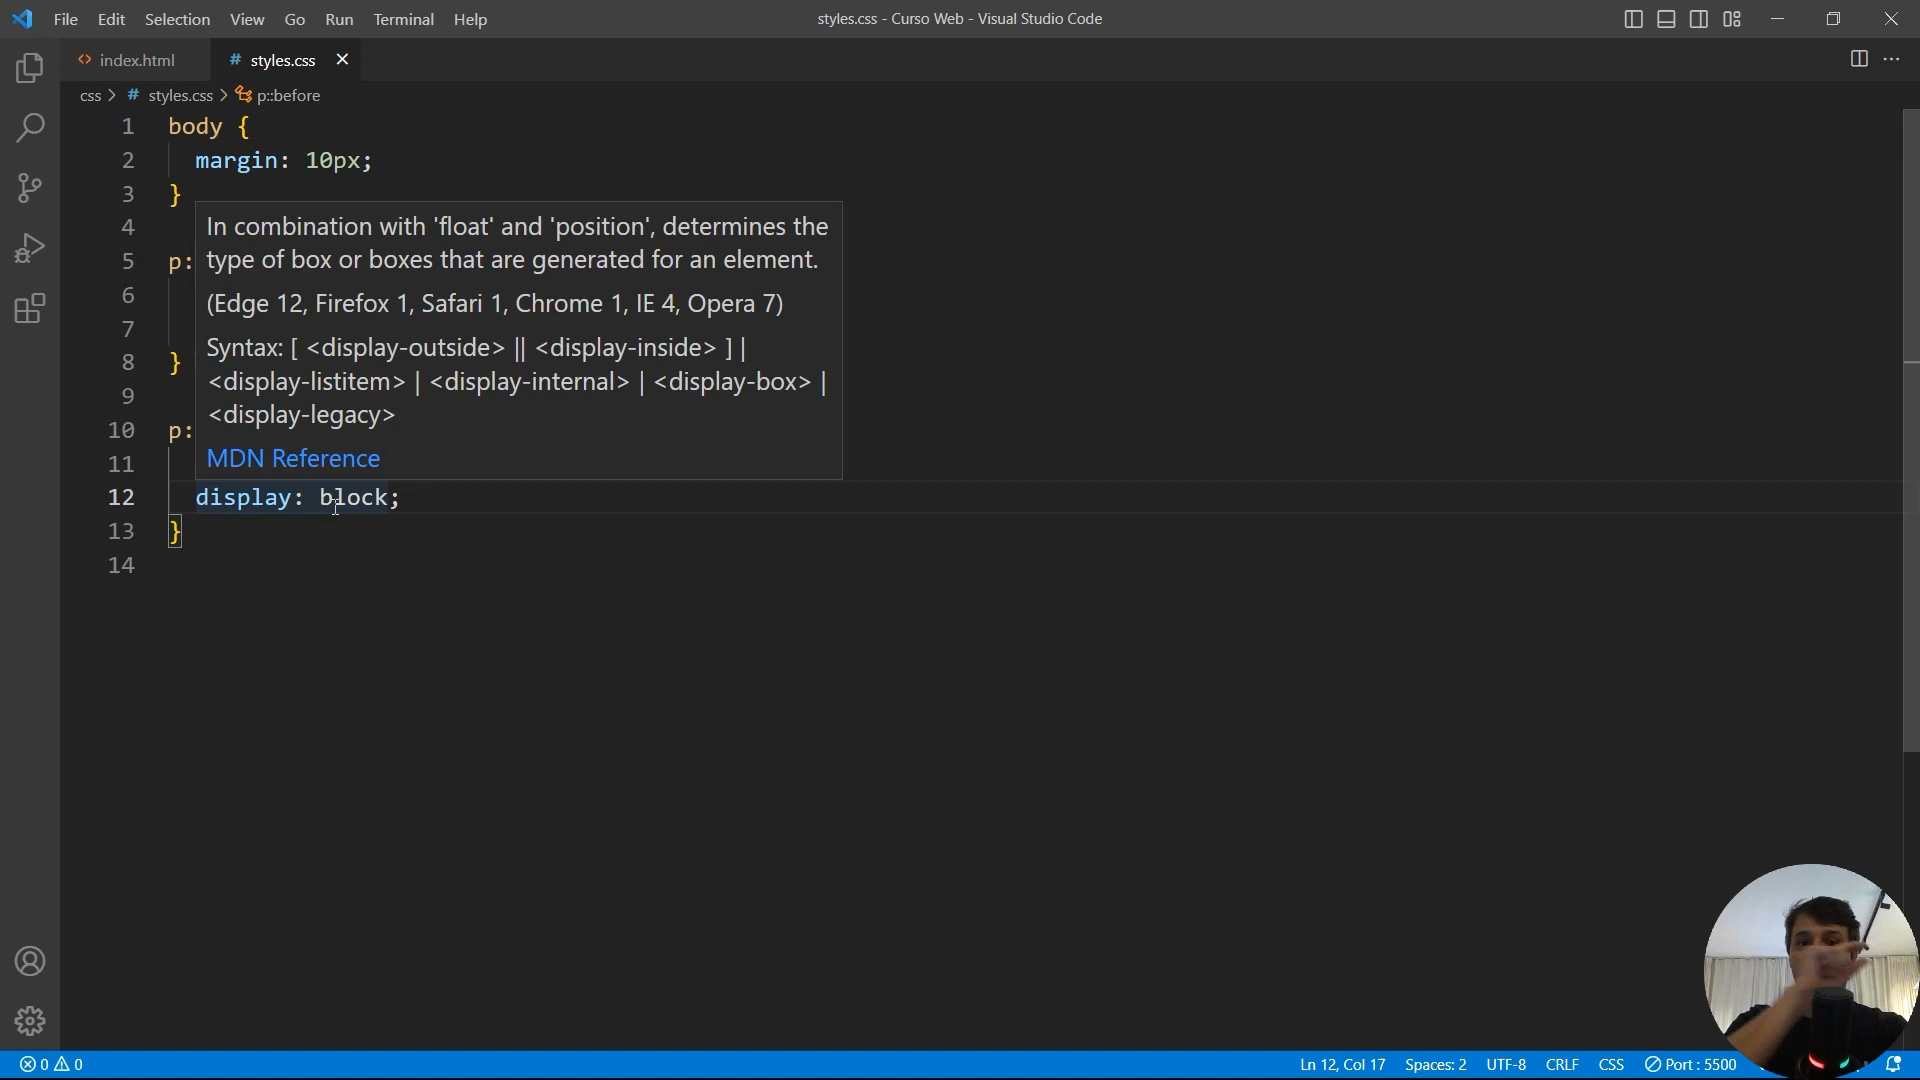 File Edit Selection View Go Run Terminal Help
styles.css - Curso Web - Visual Studio Code
index.html
# styles.css
css > # styles.css > p::before
1 body {
2 margin: 10px;
3 }
4
5 p:
6
7
8 }
9
10 p:
11
In combination with 'float' and 'position', determines the
type of box or boxes that are generated for an element.
(Edge 12, Firefox 1, Safari 1, Chrome 1, IE 4, Opera 7)
Syntax: [ <display-outside> || <display-inside> ] |
<display-listitem> | <display-internal> | <display-box> |
<display-legacy>
MDN Reference
12 display: block;
13 }
14
0 0
Ln 12, Col 17 Spaces: 2 UTF-8 CRLF CSS Port : 5500